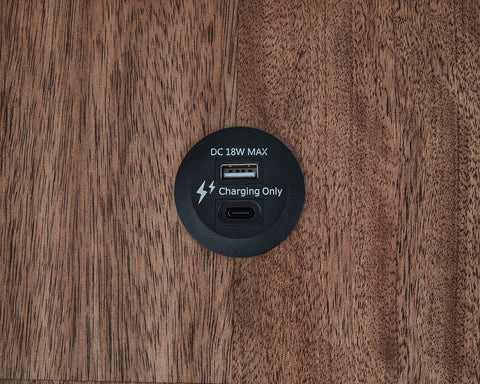 DC 18W MAX
Charging Only